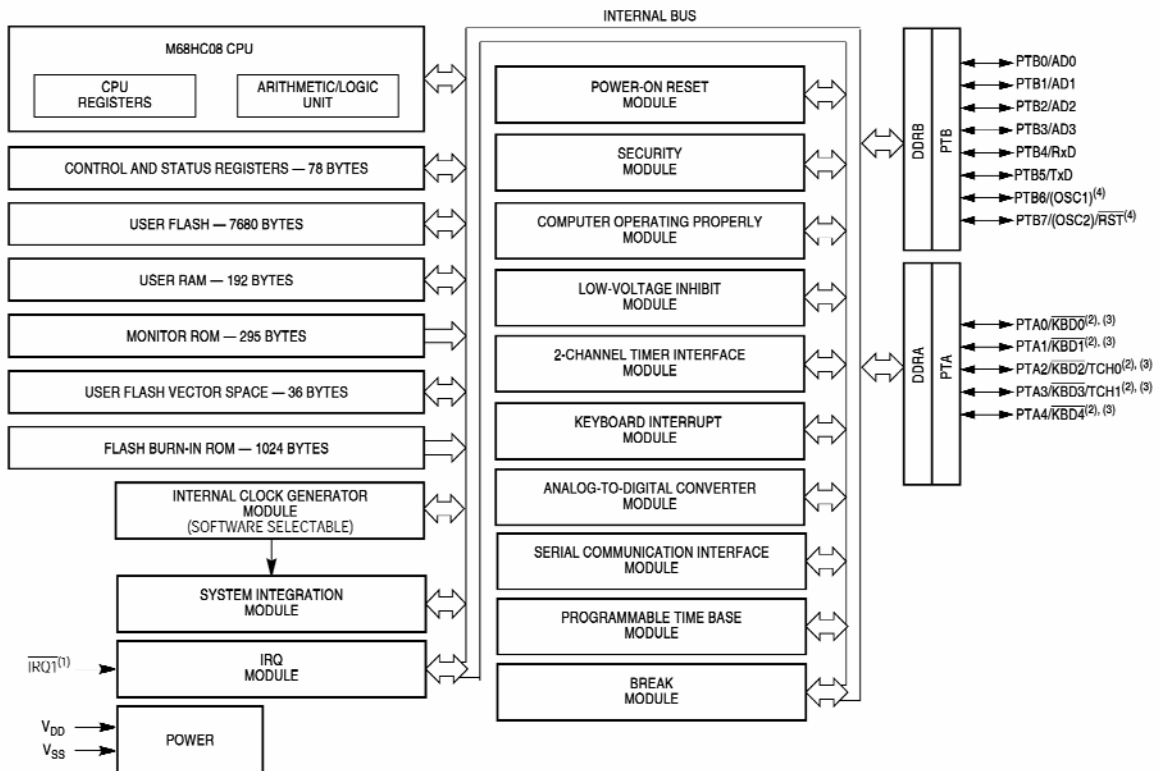 INTERNAL BUS
M68HC08 CPU
CPU
REGISTERS
ARITHMETIC/LOGIC
UNIT
CONTROL AND STATUS REGISTERS — 78 BYTES
USER FLASH — 7680 BYTES
USER RAM — 192 BYTES
MONITOR ROM — 295 BYTES
USER FLASH VECTOR SPACE — 36 BYTES
FLASH BURN-IN ROM — 1024 BYTES
INTERNAL CLOCK GENERATOR
MODULE
(SOFTWARE SELECTABLE)
SYSTEM INTEGRATION
MODULE
IRQ1(1)
IRQ
MODULE
VDD
VSS
POWER
POWER-ON RESET
MODULE
SECURITY
MODULE
COMPUTER OPERATING PROPERLY
MODULE
LOW-VOLTAGE INHIBIT
MODULE
2-CHANNEL TIMER INTERFACE
MODULE
KEYBOARD INTERRUPT
MODULE
ANALOG-TO-DIGITAL CONVERTER
MODULE
SERIAL COMMUNICATION INTERFACE
MODULE
PROGRAMMABLE TIME BASE
MODULE
BREAK
MODULE
DDRB
PTB
PTB0/AD0
PTB1/AD1
PTB2/AD2
PTB3/AD3
PTB4/RxD
PTB5/TxD
PTB6/(OSC1)(4)
PTB7/(OSC2)/RST(4)
DDRA
PTA
PTA0/KBD0(2), (3)
PTA1/KBD1(2), (3)
PTA2/KBD2/TCH0(2), (3)
PTA3/KBD3/TCH1(2), (3)
PTA4/KBD4(2), (3)